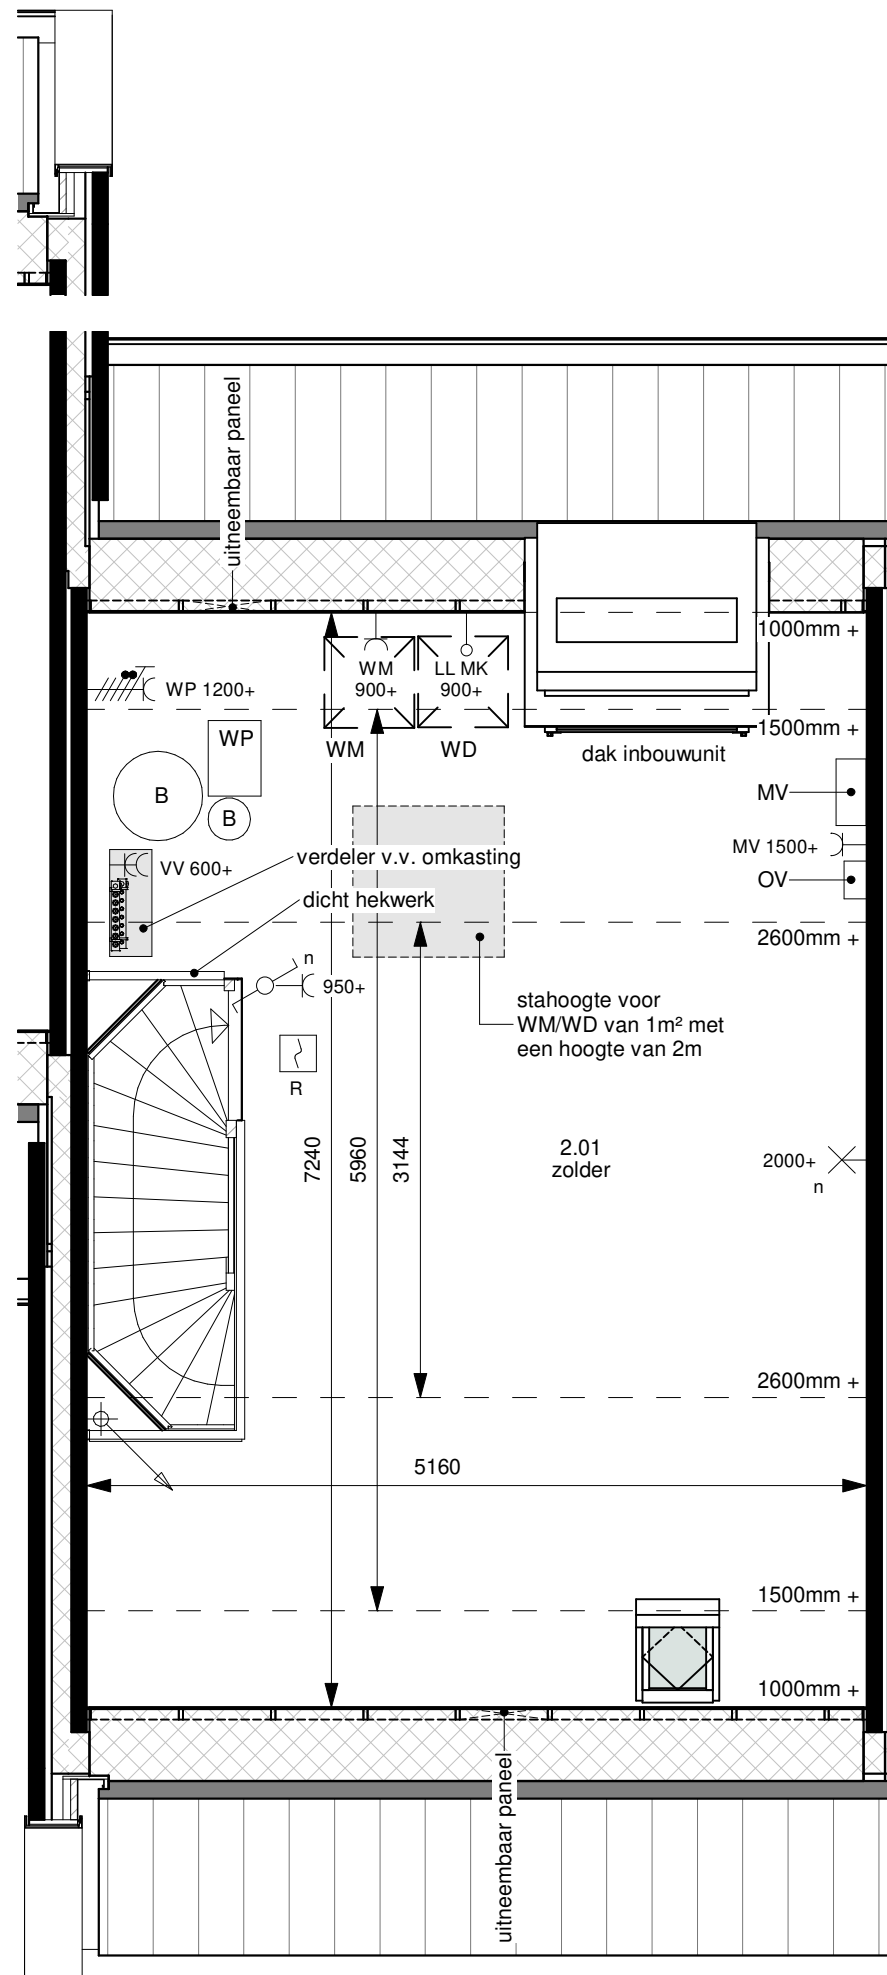 uitneembaar paneel
1000mm +
WM
900+
LL MK
900+
WP 1200+
1500mm +
WP
WM
WD
dak inbouwunit
B
MV
B
MV 1500+
verdeler v.v. omkasting
VV 600+
OV
dicht hekwerk
2600mm +
n
950+
stahoogte voor
WM/WD van 1m² met
een hoogte van 2m
R
7240
5960
3144
2.01
zolder
2000+
n
2600mm +
5160
1500mm +
1000mm +
uitneembaar paneel